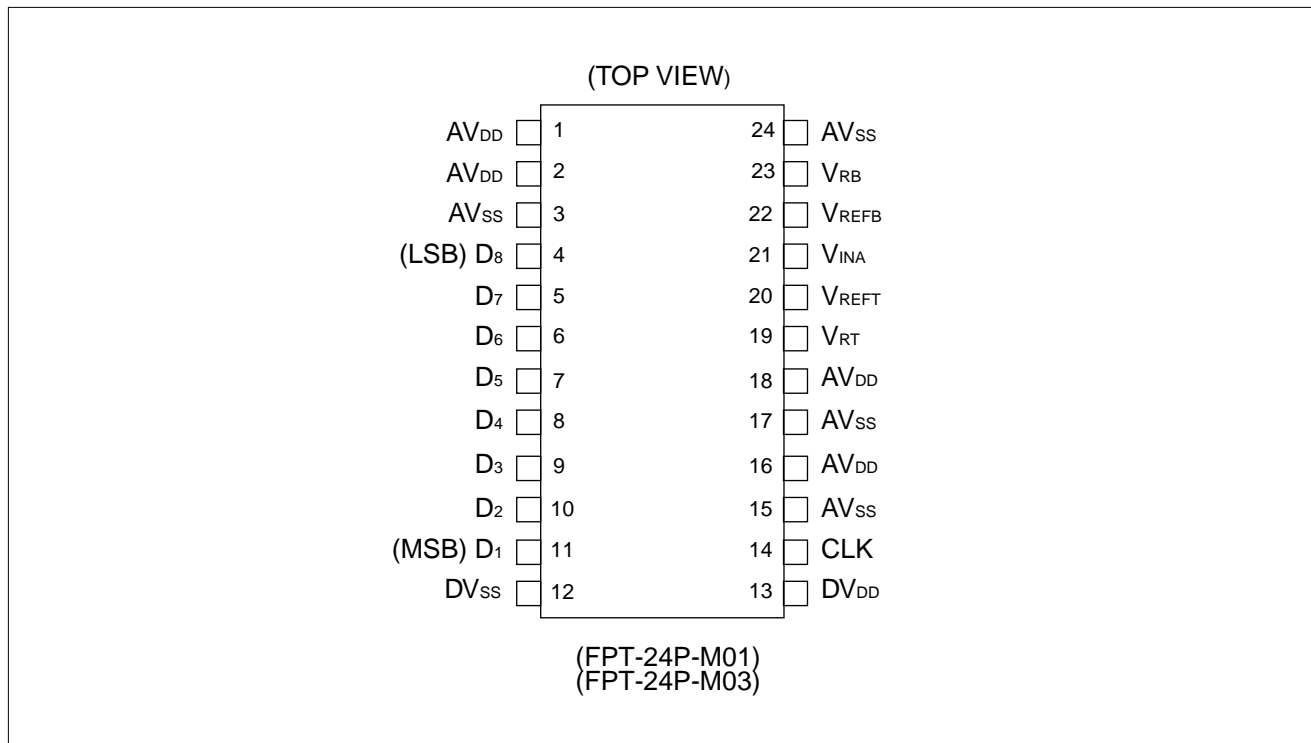 (TOP VIEW)
AVDD 1 24 AVSS
AVDD 2 23 VRB
AVSS 3 22 VREFB
(LSB) D8 4 21 VINA
D7 5 20 VREFT
D6 6 19 VRT
D5 7 18 AVDD
D4 8 17 AVSS
D3 9 16 AVDD
D2 10 15 AVSS
(MSB) D1 11 14 CLK
DVSS 12 13 DVDD
(FPT-24P-M01)
(FPT-24P-M03)